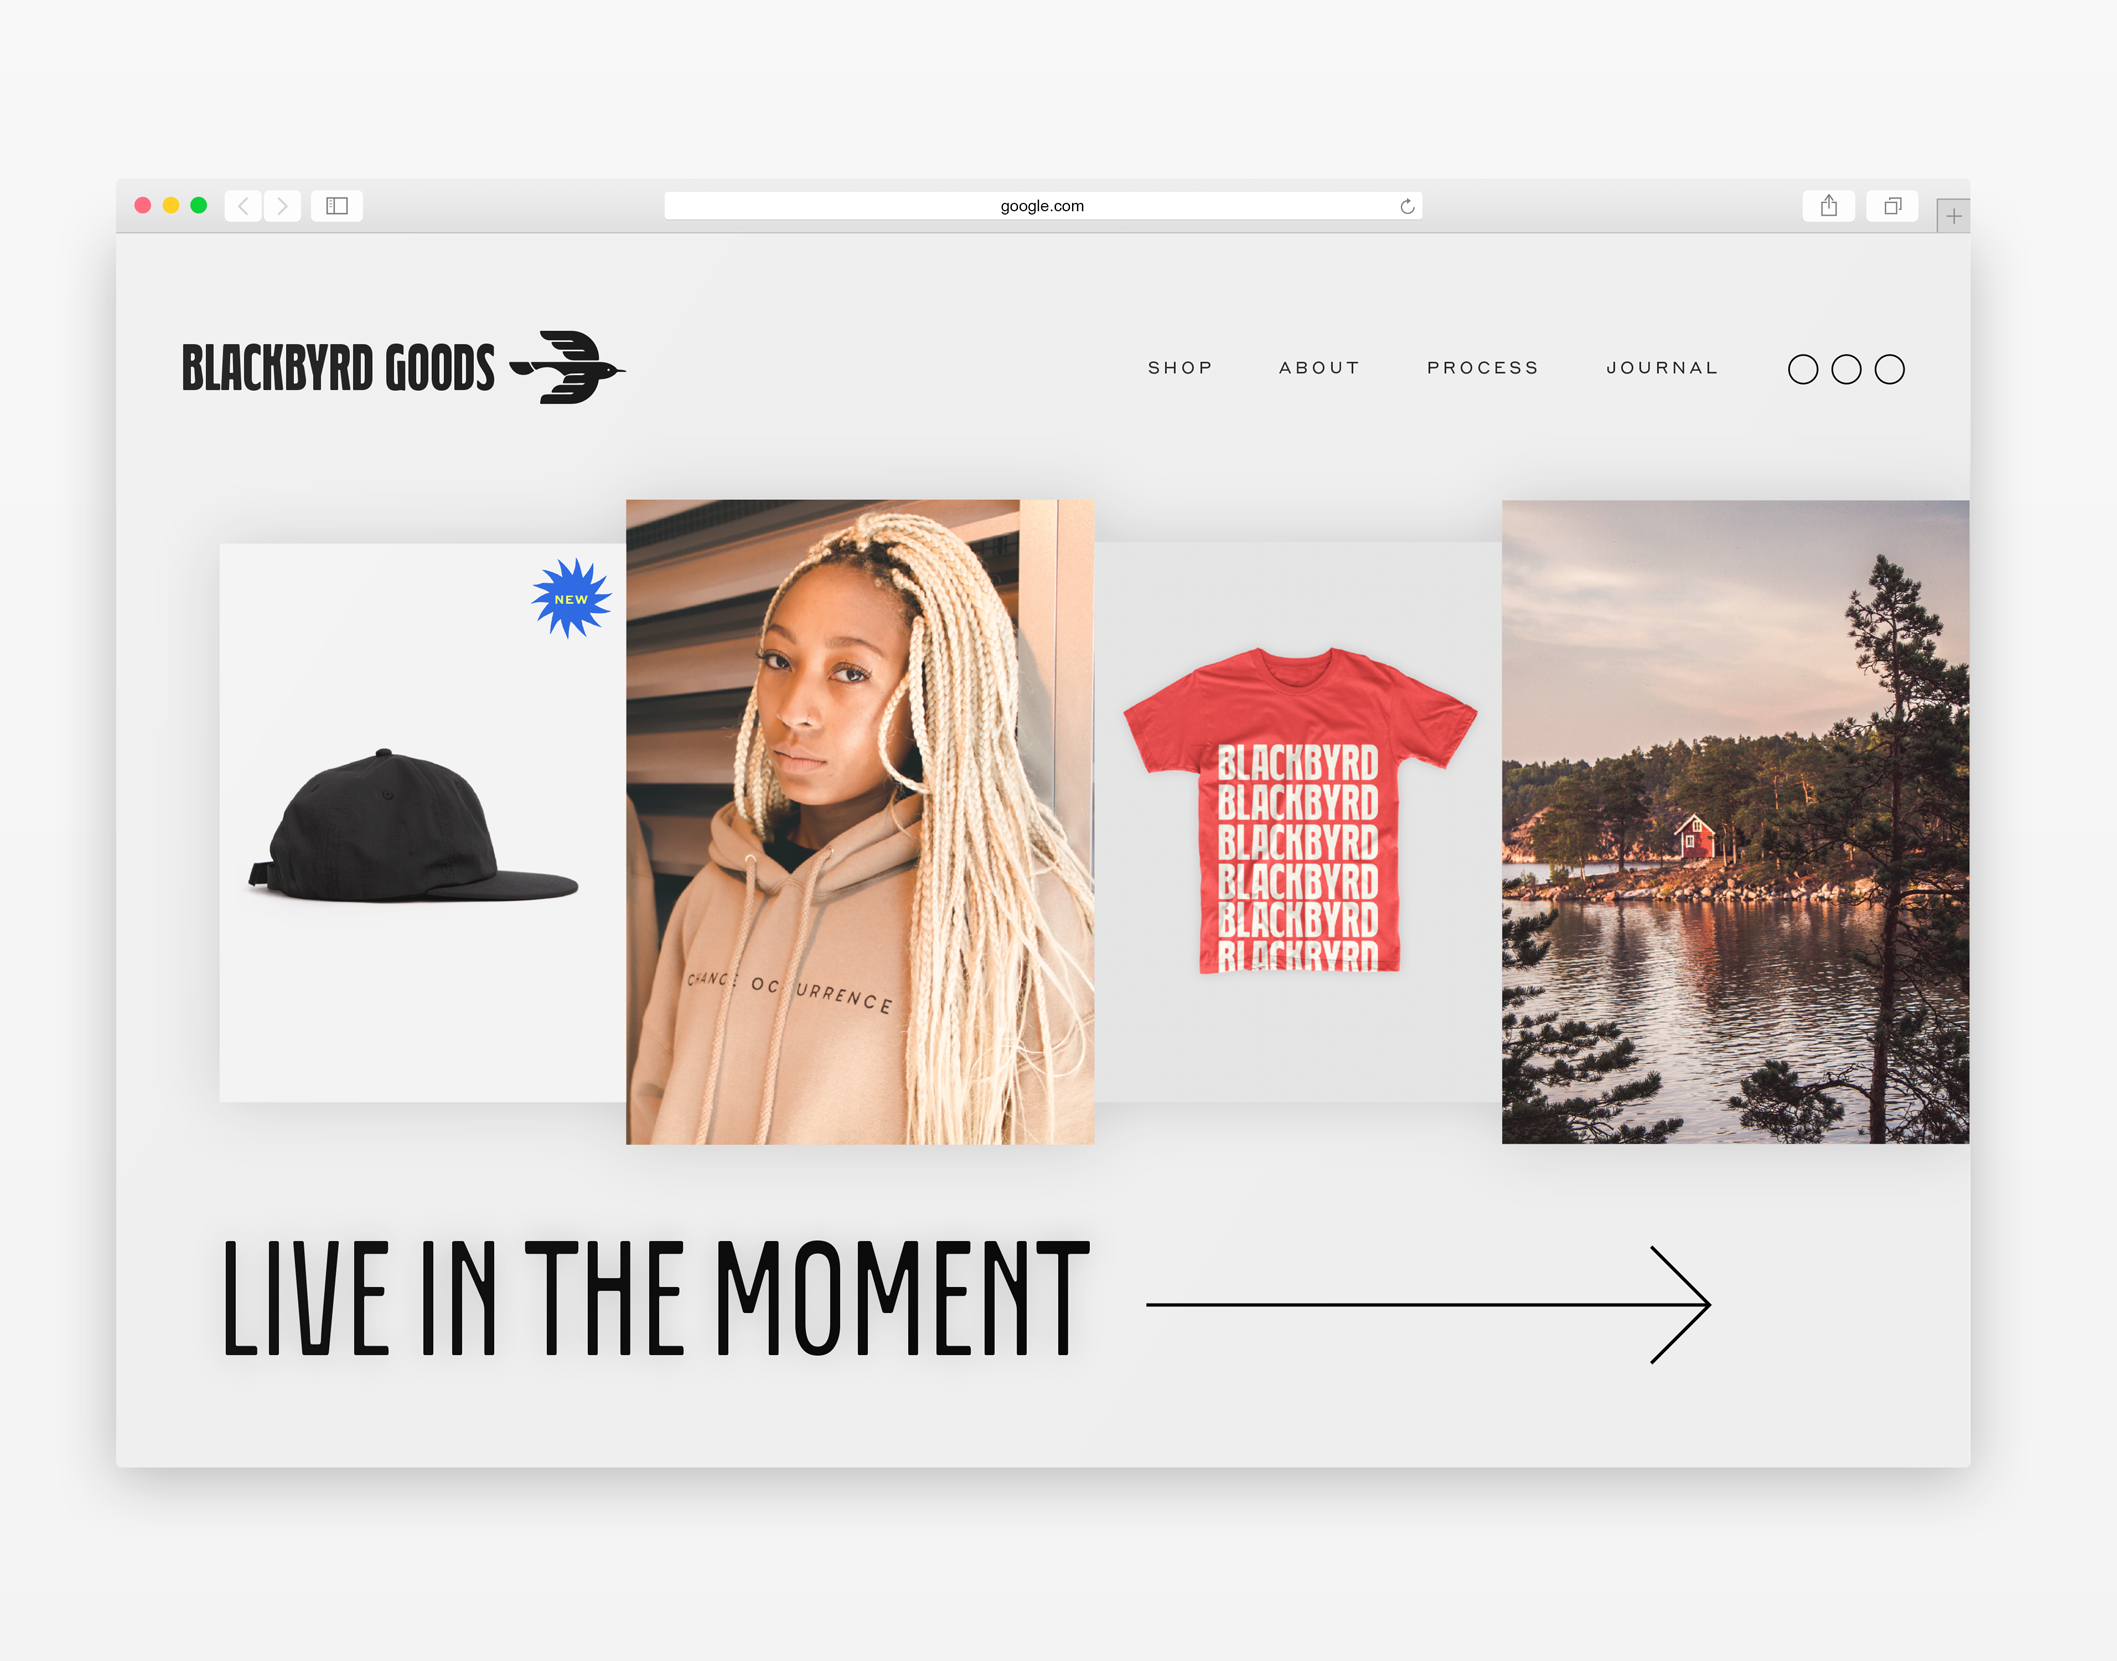 google.com
BLACKBYRD GOODS
SHOP ABOUT PROCESS JOURNAL
NEW
CHANGE OCCURRENCE
BLACKBYRD
BLACKBYRD
BLACKBYRD
BLACKBYRD
BLACKBYRD
BLACKBYRD
LIVE IN THE MOMENT